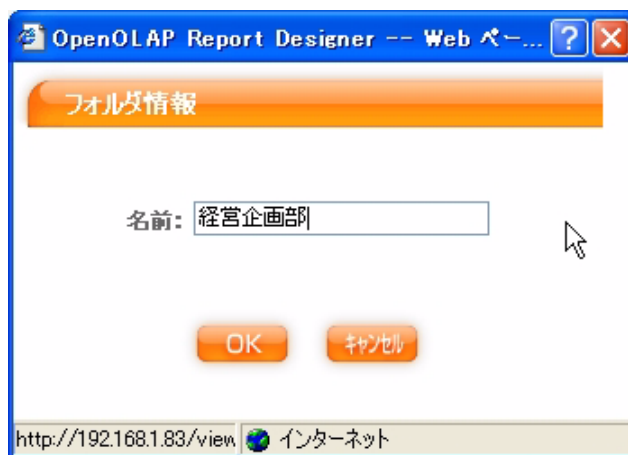 OpenOLAP Report Designer -- Web ペー...
フォルダ情報
名前: 経営企画部
OK キャンセル
http://192.168.1.83/view インターネット